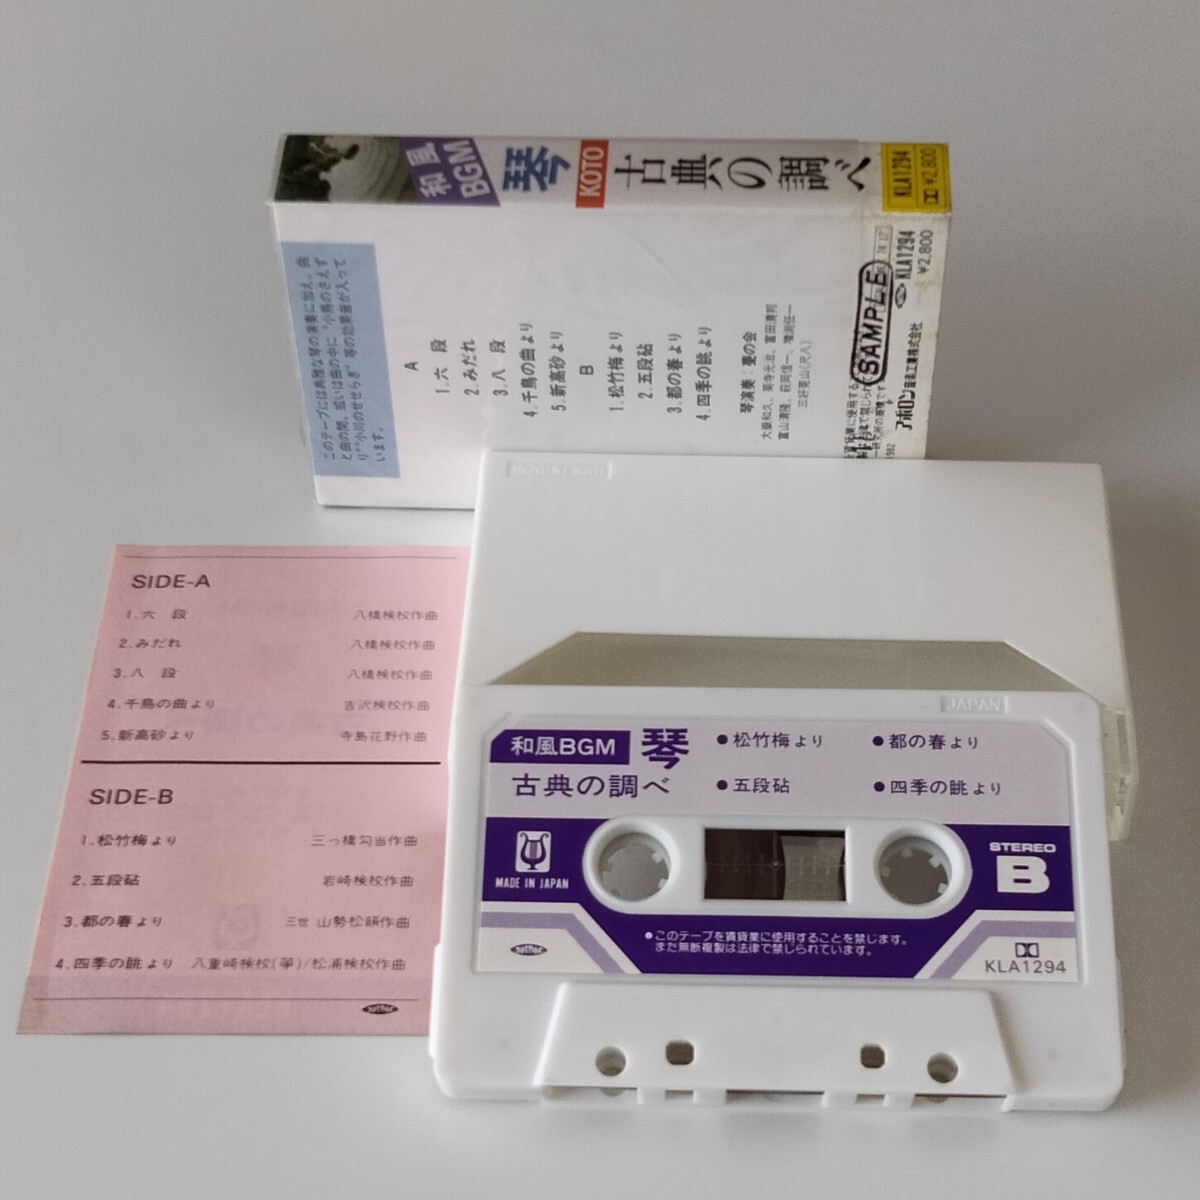 和風
BGM
琴
KOTO
古典の調べ
KLA1294
¥2,800
このテープには典雅な琴の演奏に加え、曲
と曲の間、或いは曲の中に“小鳥のさえず
り”“小川のせせらぎ”等の効果音が入って
います。
A
1.六 段
2.みだれ
3.八 段
4.千鳥の曲より
5.新高砂より
B
1.松竹梅より
2.五段砧
3.都の春より
4.四季の眺より
琴演奏:憂の会
三好更山(尺八)
SAMPLE
KLA1294
¥2,800
アポロン音楽工業株式会社
SIDE-A
1.六 段 八橋検校作曲
2.みだれ 八橋検校作曲
3.八 段 八橋検校作曲
4.千鳥の曲より 吉沢検校作曲
5.新高砂より 寺島花野作曲
SIDE-B
1.松竹梅より 三つ橋勾当作曲
2.五段砧 岩崎検校作曲
3.都の春より 三世 山勢松韻作曲
4.四季の眺より 八重崎検校(箏)/松浦検校作曲
JAPAN
和風BGM 琴
古典の調べ
●松竹梅より ●都の春より
●五段砧 ●四季の眺より
MADE IN JAPAN
STEREO
B
●このテープを賃貸業に使用することを禁じます。
また無断複製は法律で禁じられています。
KLA1294